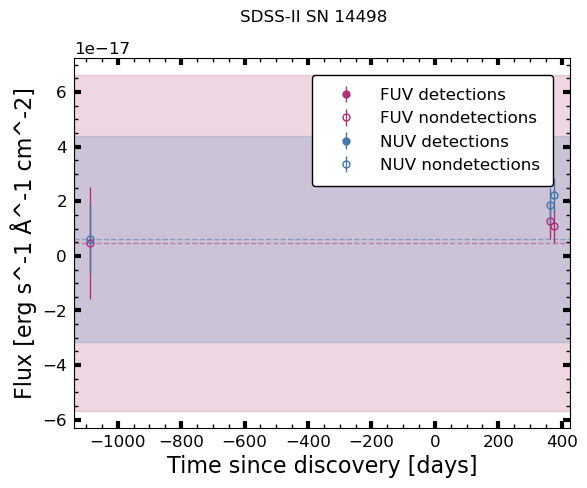 SDSS-II SN 14498
1e−17
FUV detections
FUV nondetections
NUV detections
NUV nondetections
6
4
2
0
−2
−4
−6
Flux [erg s^-1 Å^-1 cm^-2]
−1000 −800 −600 −400 −200 0 200 400
Time since discovery [days]